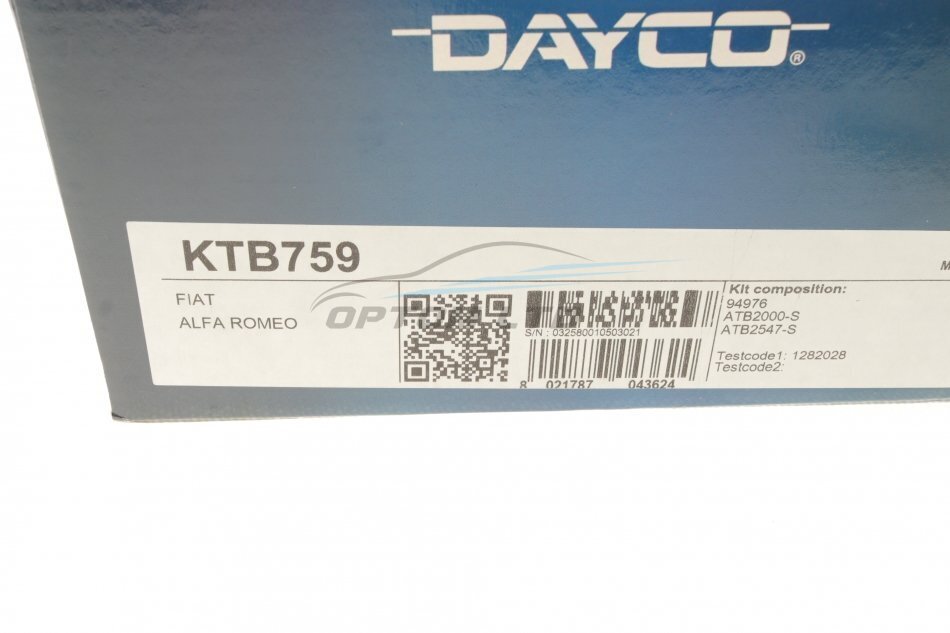 DAYCO®
KTB759
M
FIAT
ALFA ROMEO
S/N : 032580010503021
8 021787 043624
Kit composition:
94976
ATB2000-S
ATB2547-S
Testcode1: 1282028
Testcode2: